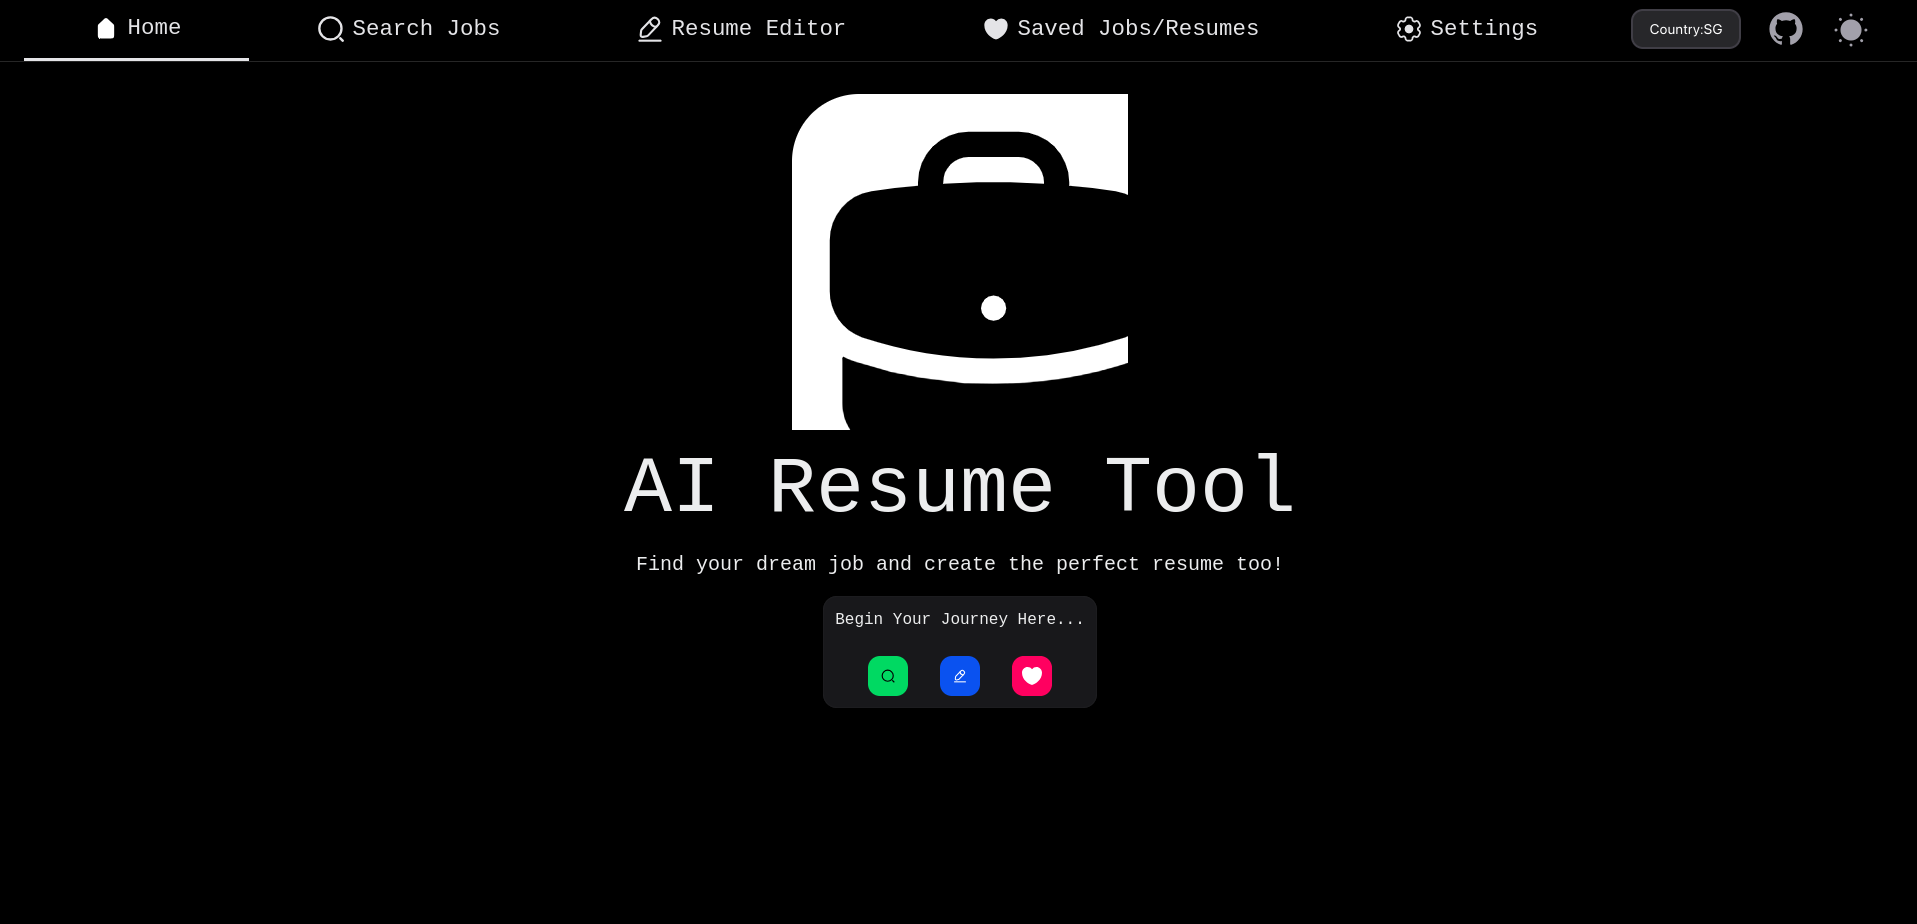 Home
Search Jobs
Resume Editor
Saved Jobs/Resumes
Settings
Country:SG
AI Resume Tool
Find your dream job and create the perfect resume too!
Begin Your Journey Here...